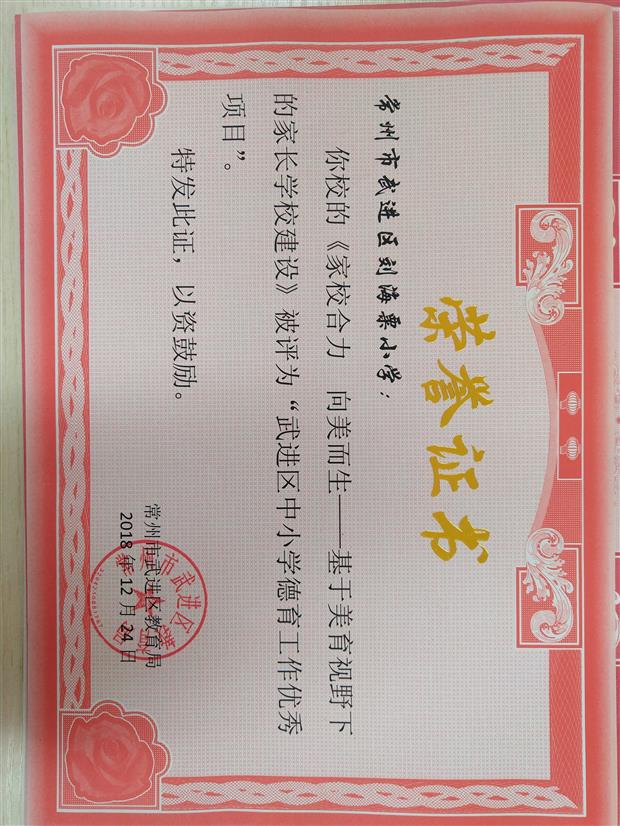 荣誉证书
常州市武进区刘海粟小学：
你校的《家校合力 向美而生——基于美育视野下
的家长学校建设》被评为“武进区中小学德育工作优秀
项目”。
特发此证，以资鼓励。
常州市武进区教育局
2018年12月24日